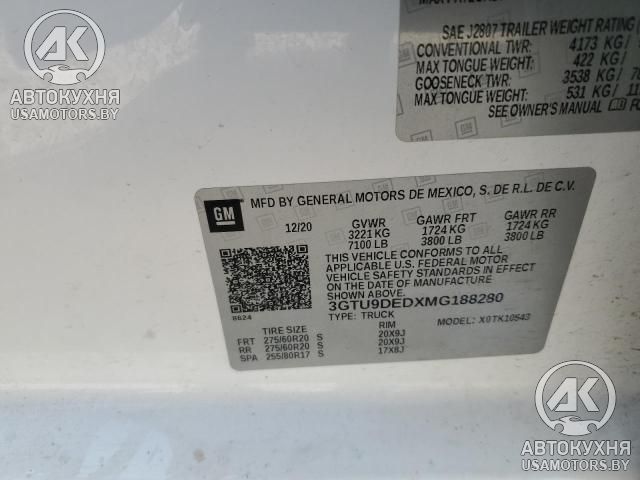 АК
АВТОКУХНЯ
USAMOTORS.BY
SAE J2807 TRAILER WEIGHT RATING
CONVENTIONAL TWR: 4173 KG /
MAX TONGUE WEIGHT: 422 KG /
GOOSENECK TWR: 3538 KG /
MAX TONGUE WEIGHT: 531 KG /
SEE OWNER'S MANUAL
GM
MFD BY GENERAL MOTORS DE MEXICO, S. DE R.L. DE C.V.
12/20 GVWR GAWR FRT GAWR RR
3221 KG 1724 KG 1724 KG
7100 LB 3800 LB 3800 LB
THIS VEHICLE CONFORMS TO ALL
APPLICABLE U.S. FEDERAL MOTOR
VEHICLE SAFETY STANDARDS IN EFFECT
ON THE DATE OF MANUFACTURE
3GTU9DEDXMG188280
8624 TYPE: TRUCK MODEL: X0TK10543
TIRE SIZE RIM
FRT 275/60R20 S 20X9J
RR 275/60R20 S 20X9J
SPA 255/80R17 S 17X8J
АК
АВТОКУХНЯ
USAMOTORS.BY
АК
АВТОКУХНЯ
USAMOTORS.BY